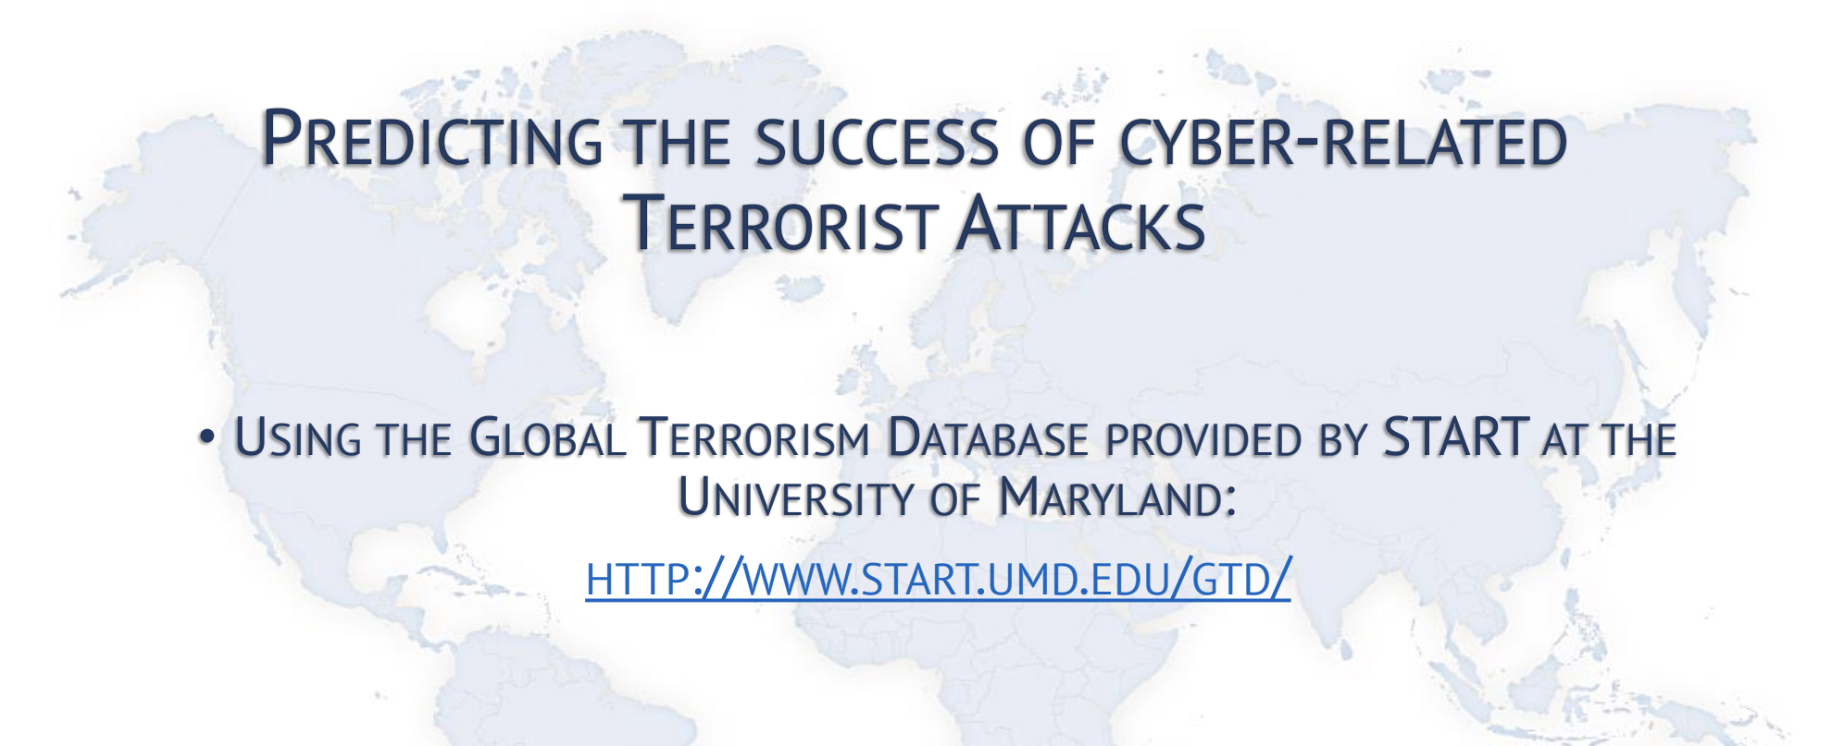 Predicting the success of cyber-related
Terrorist Attacks
• Using the Global Terrorism Database provided by START at the
University of Maryland:
http://www.start.umd.edu/gtd/